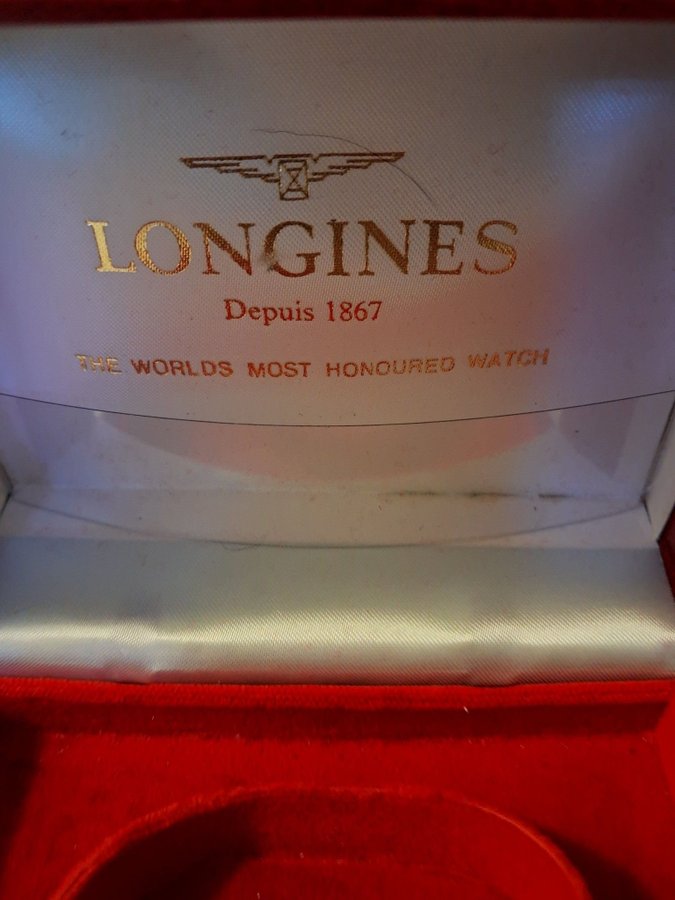 LONGINES
Depuis 1867
THE WORLDS MOST HONOURED WATCH